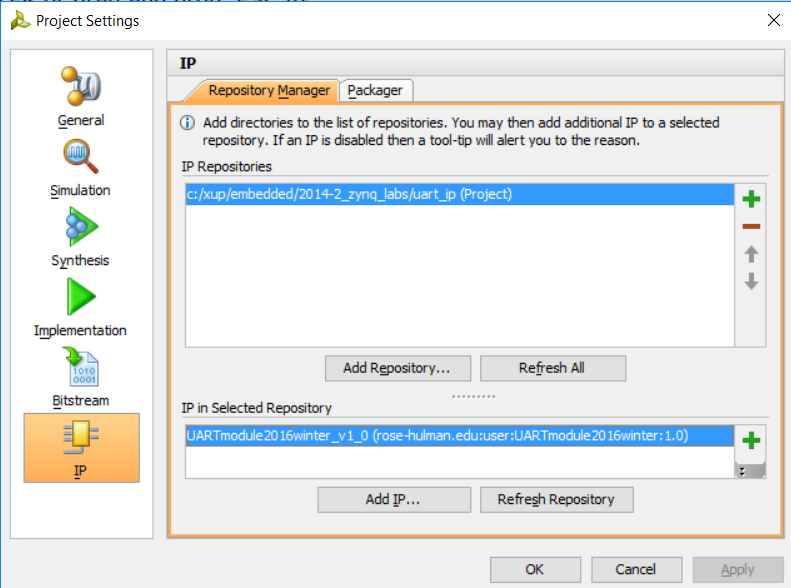 Project Settings
General
Simulation
Synthesis
Implementation
Bitstream
IP
IP
Repository Manager
Packager
Add directories to the list of repositories. You may then add additional IP to a selected
repository. If an IP is disabled then a tool-tip will alert you to the reason.
IP Repositories
c:/xup/embedded/2014-2_zynq_labs/uart_ip (Project)
Add Repository...
Refresh All
IP in Selected Repository
UARTmodule2016winter_v1_0 (rose-hulman.edu:user:UARTmodule2016winter:1.0)
Add IP...
Refresh Repository
OK
Cancel
Apply